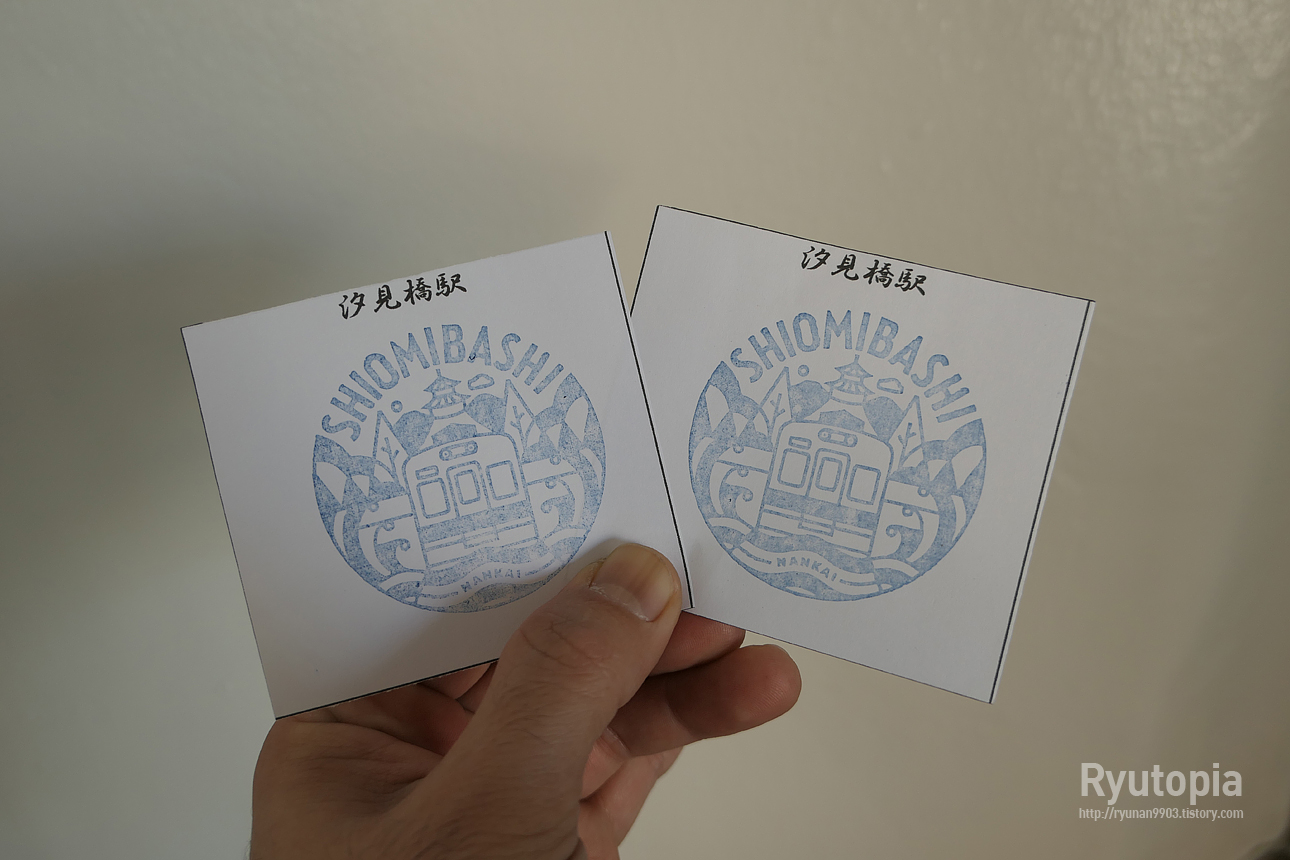 汐見橋駅
SHIOMIBASHI
NANKAI
汐見橋駅
SHIOMIBASHI
NANKAI
Ryutopia
http://ryunan9903.tistory.com